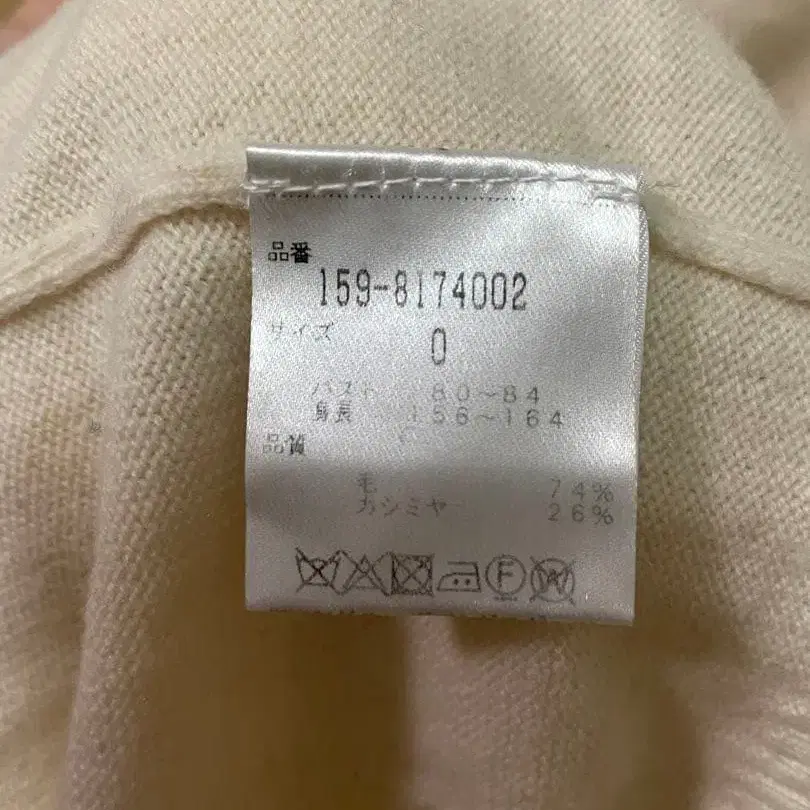 品番
159-8174002
サイズ
0
バスト 80～84
身長 156～164
品質
毛 74%
カシミヤ 26%
F
W